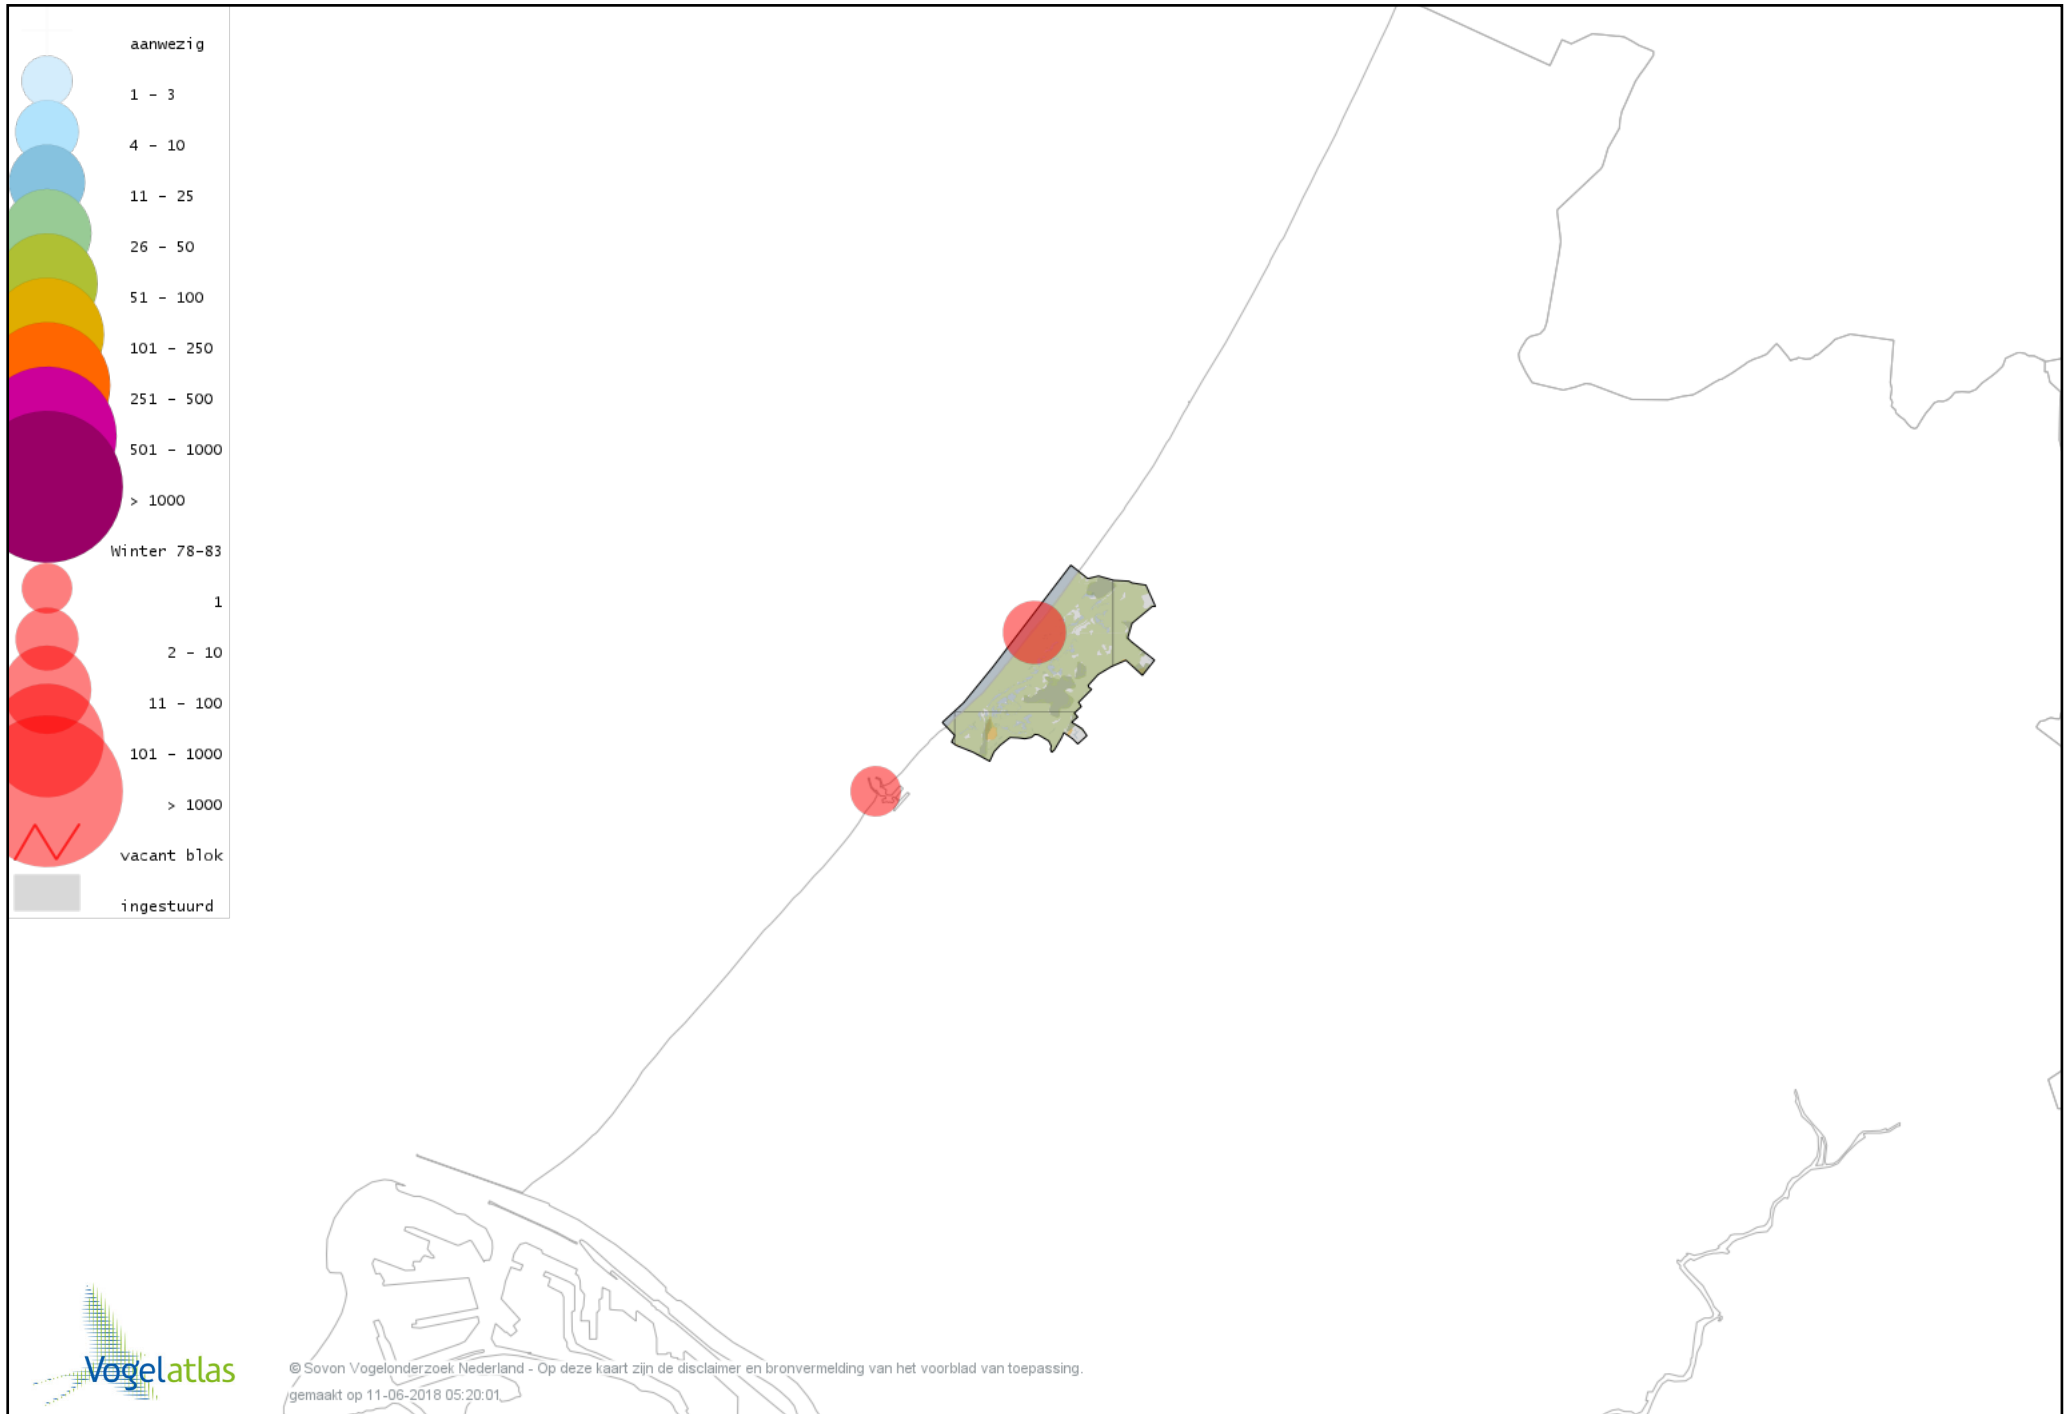 aanwezig
1 - 3
4 - 10
11 - 25
26 - 50
51 - 100
101 - 250
251 - 500
501 - 1000
> 1000
Winter 78-83
1
2 - 10
11 - 100
101 - 1000
> 1000
vacant blok
ingestuurd
Vogelatlas
© Sovon Vogelonderzoek Nederland - Op deze kaart zijn de disclaimer en bronvermelding van het voorblad van toepassing.
gemaakt op 11-06-2018 05:20:01